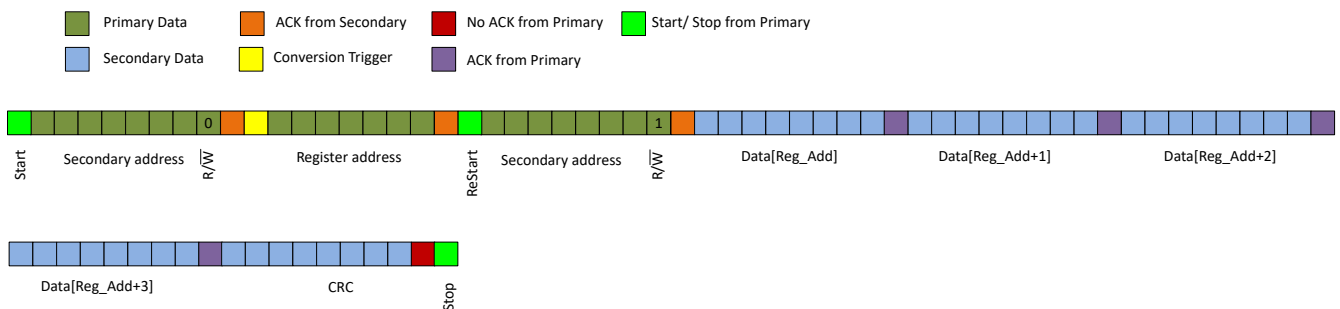 Primary Data
ACK from Secondary
No ACK from Primary
Start/ Stop from Primary
Secondary Data
Conversion Trigger
ACK from Primary
0
1
Start
Secondary address
R/W
Register address
ReStart
Secondary address
R/W
Data[Reg_Add]
Data[Reg_Add+1]
Data[Reg_Add+2]
Data[Reg_Add+3]
CRC
Stop